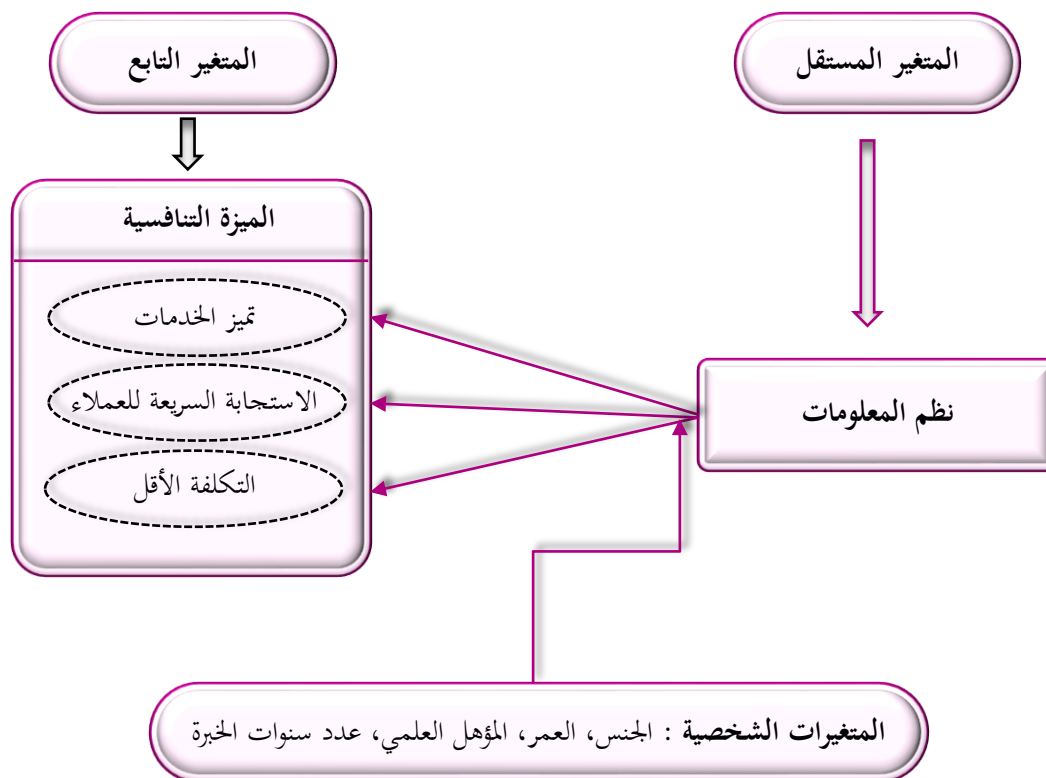 المتغير المستقل
المتغير التابع
الميزة التنافسية
تميز الخدمات
الاستجابة السريعة للعملاء
التكلفة الأقل
نظم المعلومات
المتغيرات الشخصية : الجنس، العمر، المؤهل العلمي، عدد سنوات الخبرة